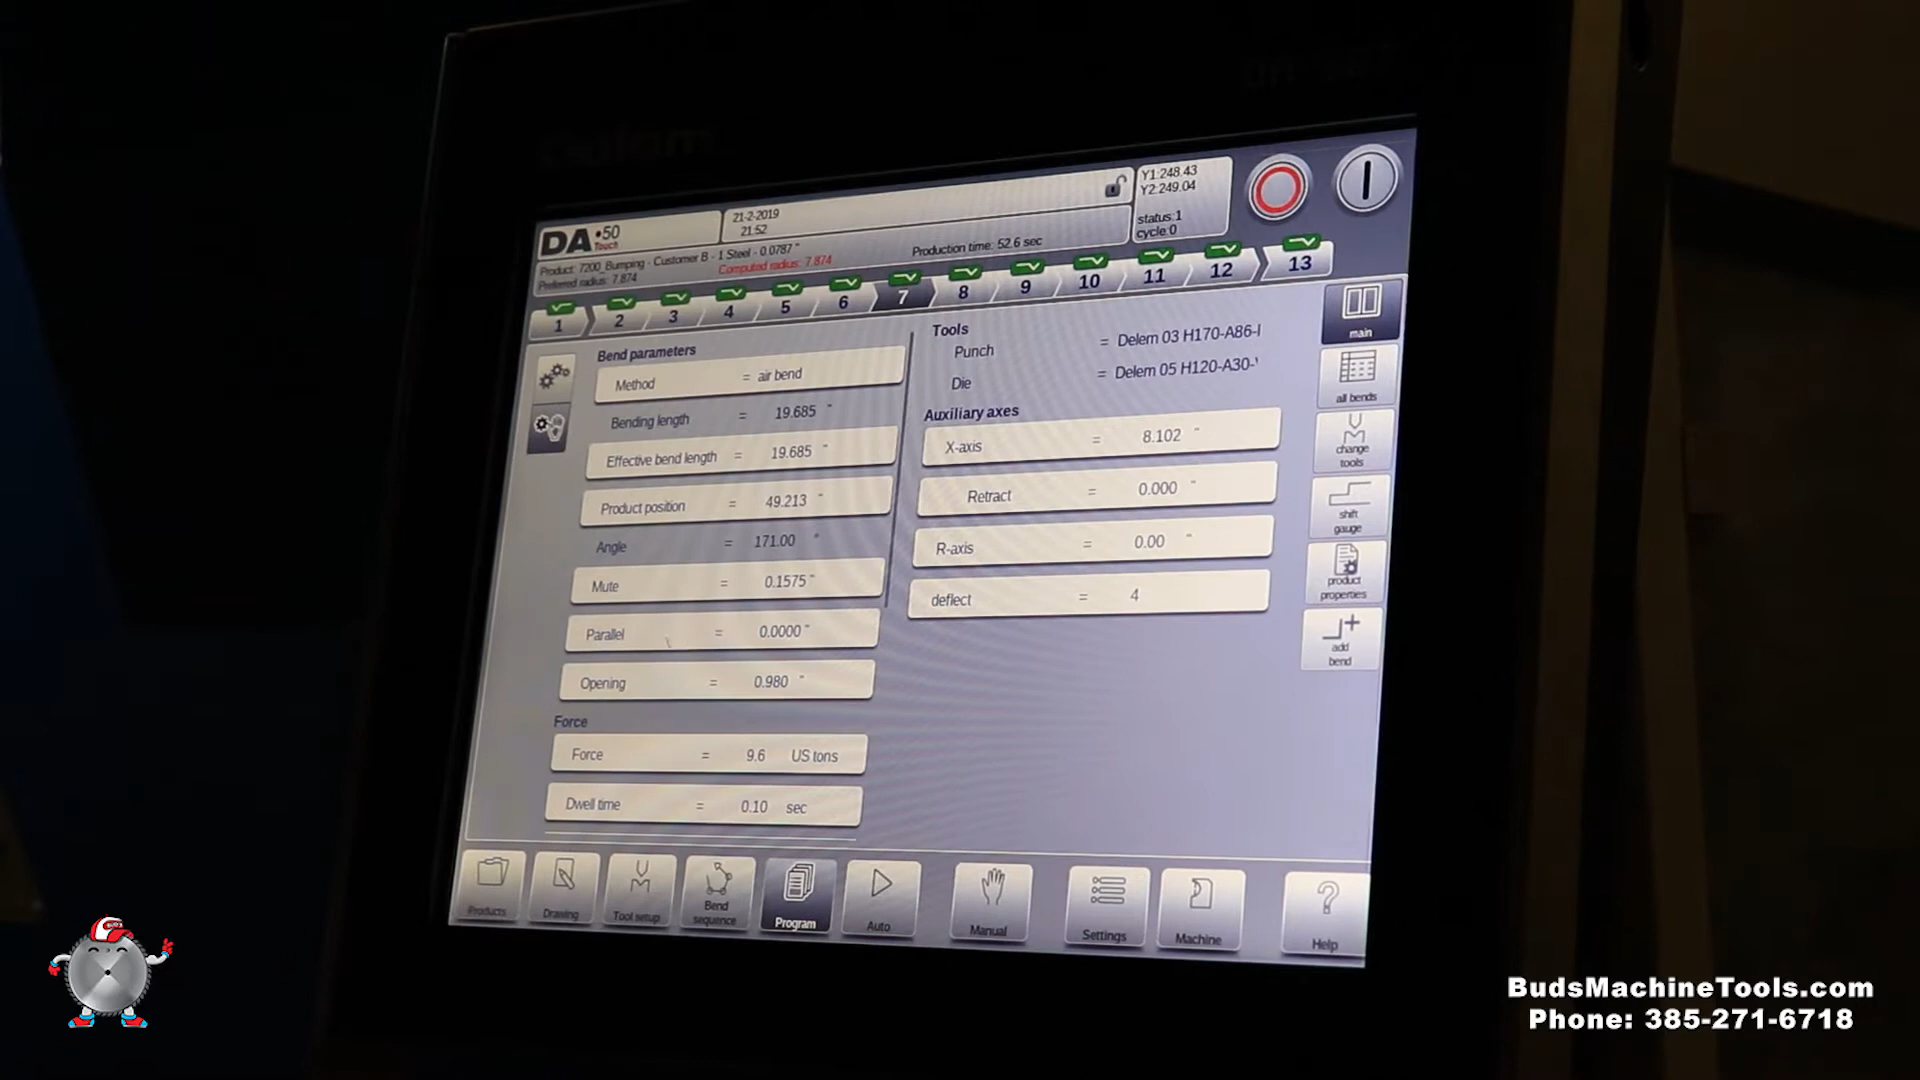 DA•50
Touch
21-2-2019
21:52
Y1:248.43
Y2:249.04
status:1
cycle:0
Product: 7200_Bumping - Customer B - 1 Steel - 0.0787 "
Production time: 52.6 sec
Preferred radius: 7.874
Computed radius: 7.874
1 2 3 4 5 6 7 8 9 10 11 12 13
Bend parameters
Method = air bend
Bending length = 19.685 "
Effective bend length = 19.685 "
Product position = 49.213 "
Angle = 171.00 °
Mute = 0.1575 "
Parallel = 0.0000 "
Opening = 0.980 "
Force
Force = 9.6 US tons
Dwell time = 0.10 sec
Tools
Punch = Delem 03 H170-A86-
Die = Delem 05 H120-A30-
Auxiliary axes
X-axis = 8.102 "
Retract = 0.000 "
R-axis = 0.00 "
deflect = 4
main
all bends
change
tools
shift
gauge
product
properties
add
bend
Products
Drawing
Tool setup
Bend
sequence
Program
Auto
Manual
Settings
Machine
Help
BudsMachineTools.com
Phone: 385-271-6718